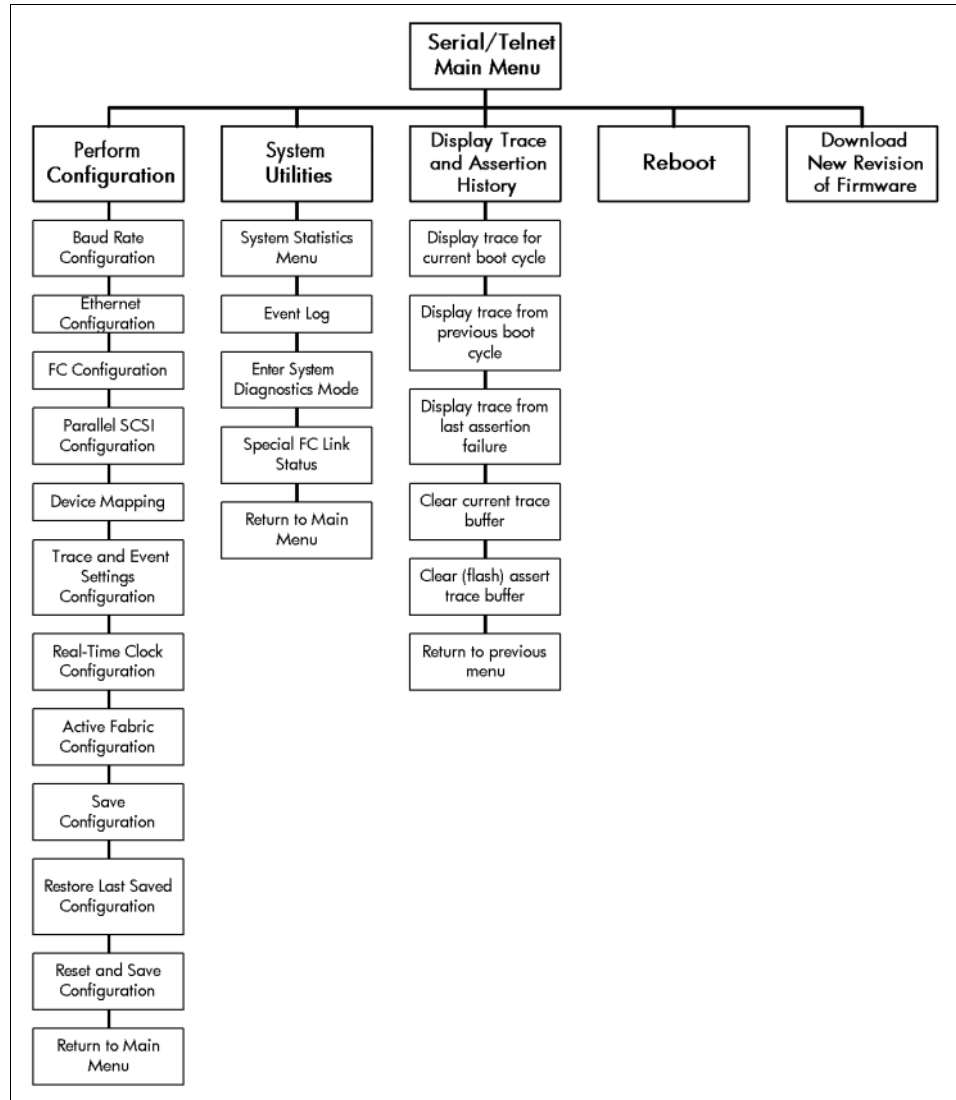 Serial/Telnet
Main Menu
Perform
Configuration
System
Utilities
Display Trace
and Assertion
History
Reboot
Download
New Revision
of Firmware
Baud Rate
Configuration
Ethernet
Configuration
FC Configuration
Parallel SCSI
Configuration
Device Mapping
Trace and Event
Settings
Configuration
Real-Time Clock
Configuration
Active Fabric
Configuration
Save
Configuration
Restore Last Saved
Configuration
Reset and Save
Configuration
Return to Main
Menu
System Statistics
Menu
Event Log
Enter System
Diagnostics Mode
Special FC Link
Status
Return to Main
Menu
Display trace for
current boot cycle
Display trace from
previous boot
cycle
Display trace from
last assertion
failure
Clear current trace
buffer
Clear (flash) assert
trace buffer
Return to previous
menu